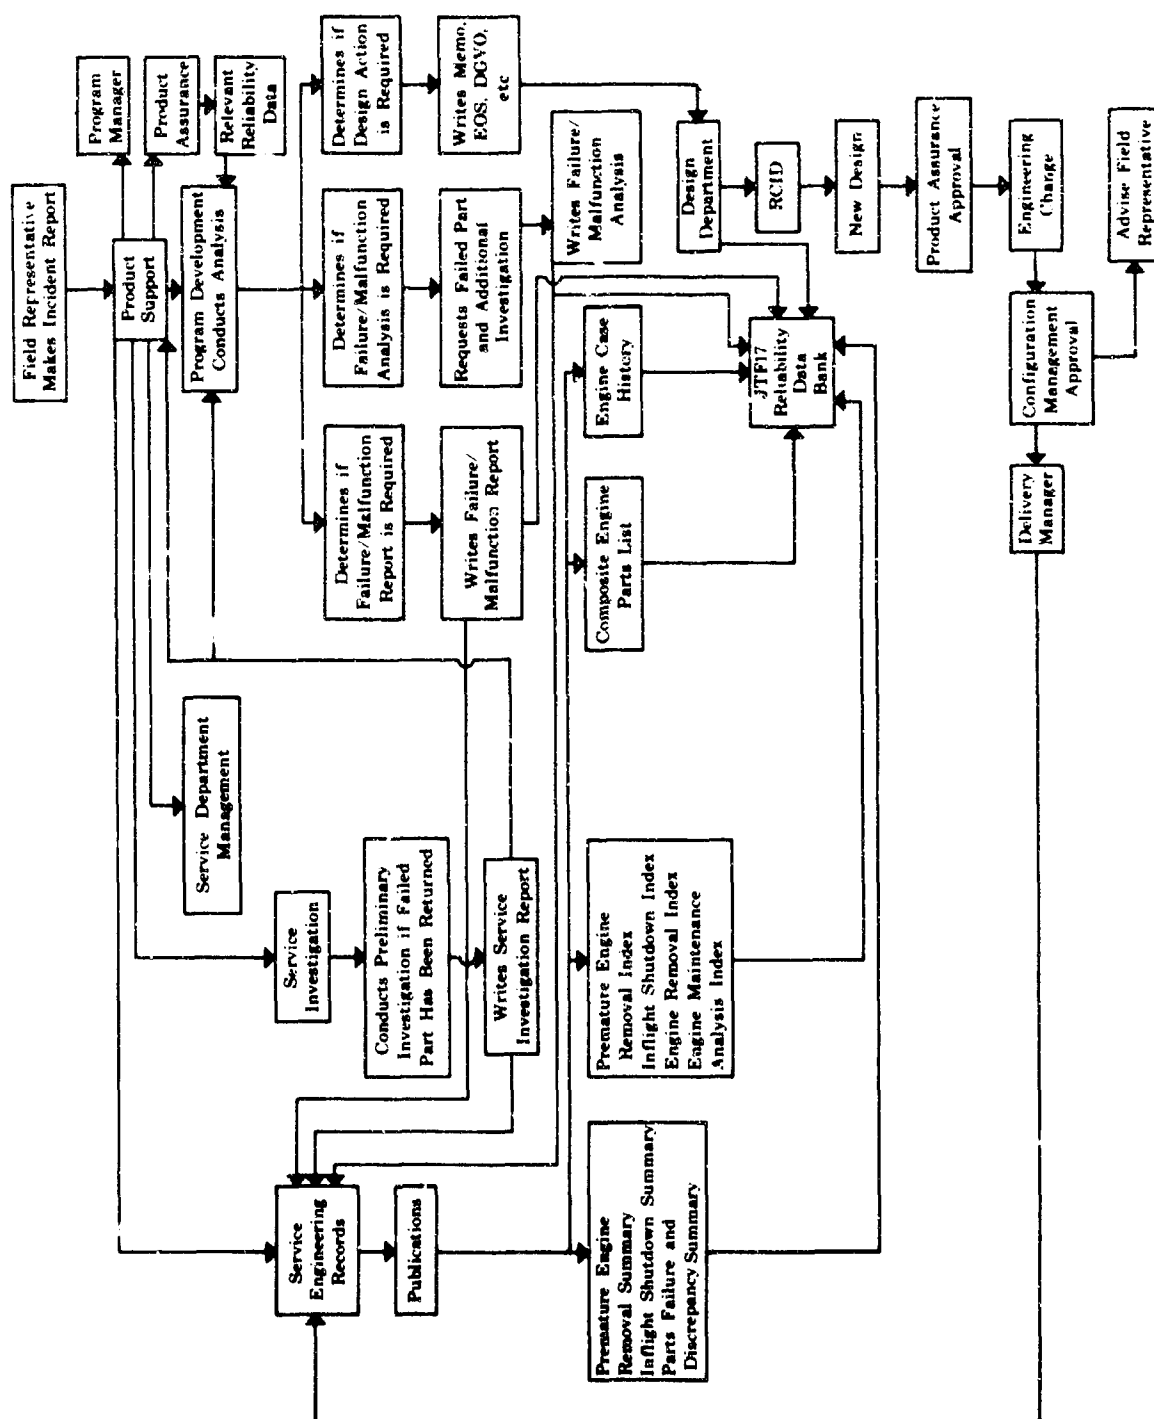 Field Representative
Makes Incident Report
Product
Support
Program
Manager
Product
Assurance
Relevant
Reliability
Data
Program Development
Conducts Analysis
Service Department
Management
Service
Investigation
Conducts Preliminary
Investigation if Failed
Part Has Been Returned
Writes Service
Investigation Report
Service
Engineering
Records
Publications
Determines if
Design Action
is Required
Determines if
Failure/Malfunction
Analysis is Required
Determines if
Failure/Malfunction
Report is Required
Writes Memo,
EOS, DGVO,
etc
Requests Failed Part
and Additional
Investigation
Writes Failure/
Malfunction Report
Writes Failure/
Malfunction
Analysis
Engine Case
History
Composite Engine
Parts List
Premature Engine
Removal Index
Inflight Shutdown Index
Engine Removal Index
Engine Maintenance
Analysis Index
Premature Engine
Removal Summary
Inflight Shutdown Summary
Parts Failure and
Discrepancy Summary
Design
Department
RCID
JTF17
Reliability
Data
Bank
New Design
Product Assurance
Approval
Engineering
Change
Configuration
Management
Approval
Delivery
Manager
Advise Field
Representative